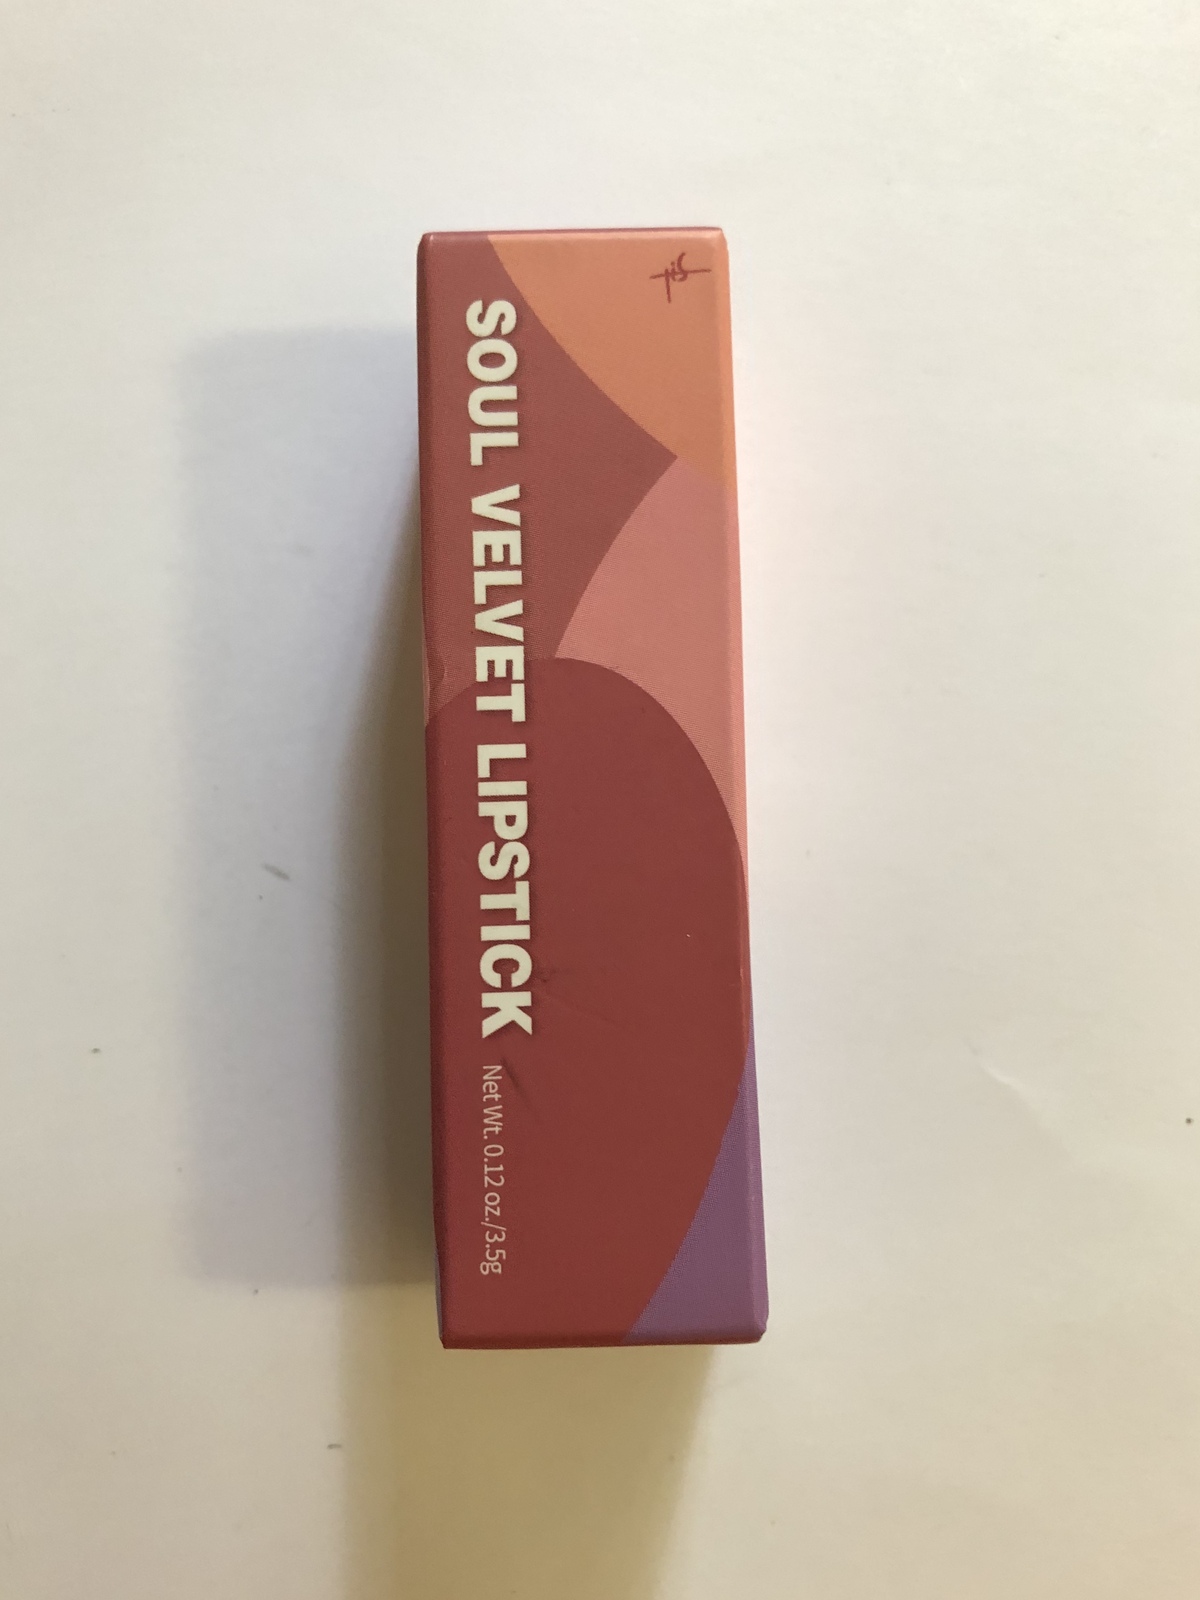 SOUL VELVET LIPSTICK
Net Wt. 0.12 oz./3.5g